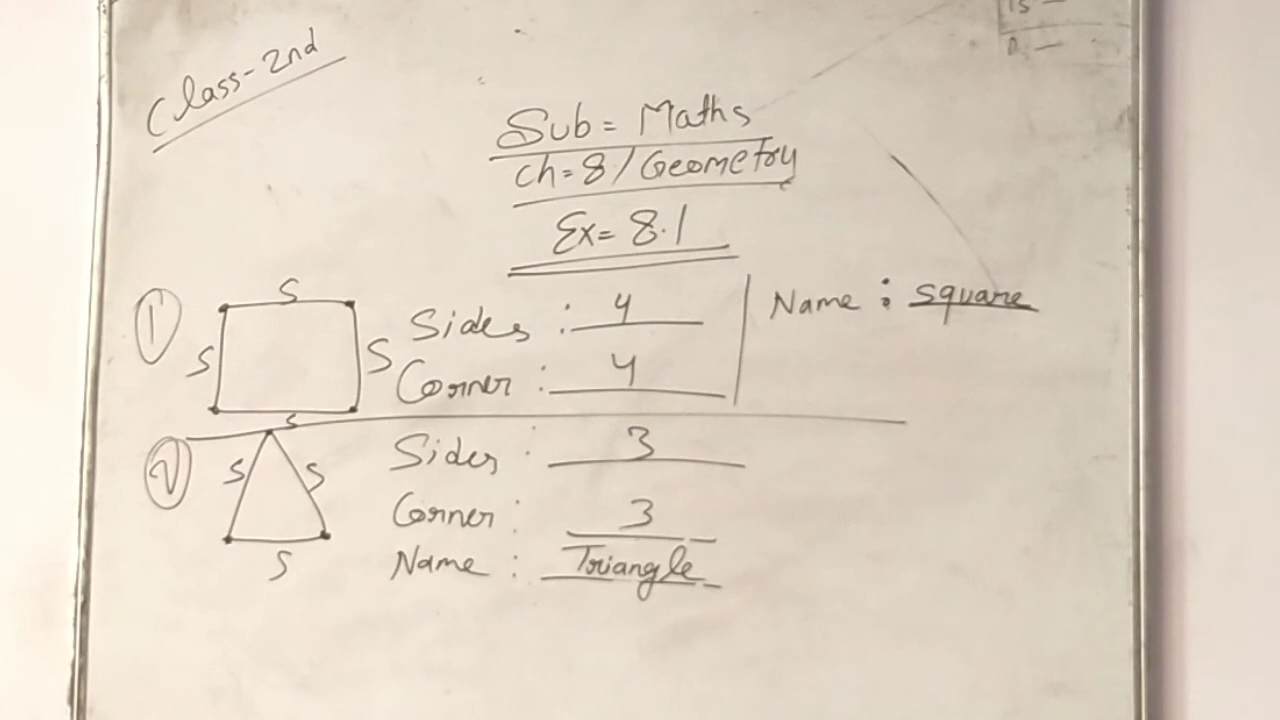 Class-2nd
Sub = Maths
Ch = 8 / Geometry
Ex = 8.1
1
S
S
S
S
Sides : 4
Corner : 4
Name : square
2
S
S
S
Sides : 3
Corner : 3
Name : Triangle